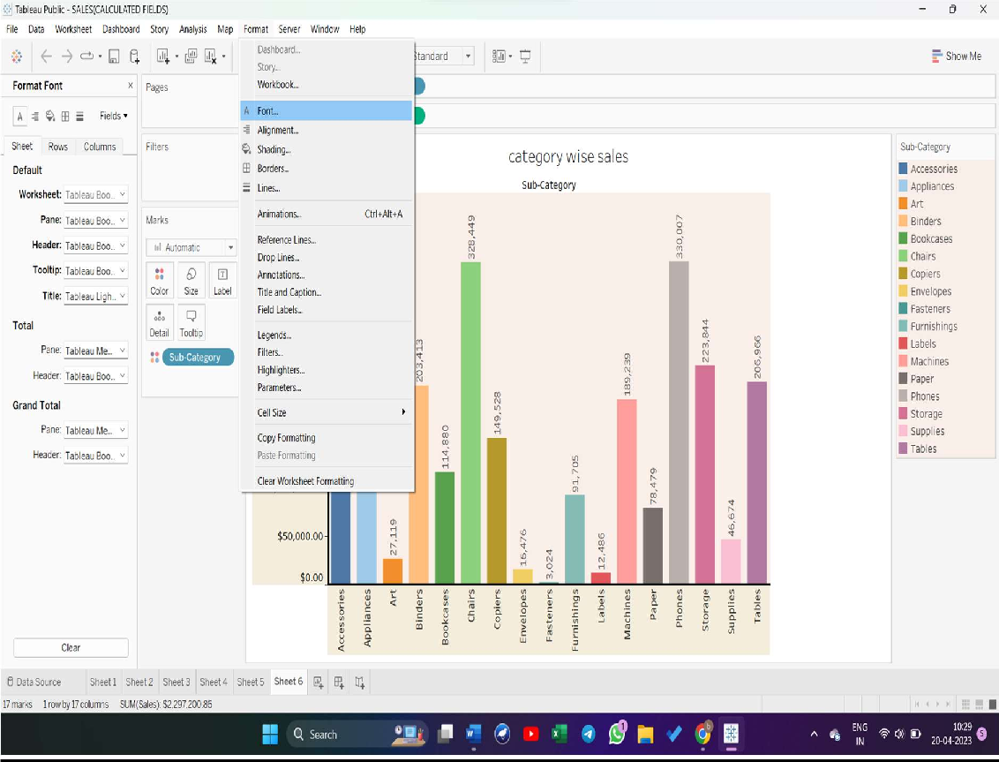 Tableau Public - SALES(CALCULATED FIELDS)
File Data Worksheet Dashboard Story Analysis Map Format Server Window Help
Standard
Show Me
Format Font
Fields
Sheet Rows Columns
Default
Worksheet: Tableau Boo..
Pane: Tableau Boo..
Header: Tableau Boo..
Tooltip: Tableau Boo..
Title: Tableau Ligh..
Total
Pane: Tableau Me..
Header: Tableau Boo..
Grand Total
Pane: Tableau Me..
Header: Tableau Boo..
Clear
Pages
Filters
Marks
Automatic
Color Size Label
Detail Tooltip
Sub-Category
Dashboard...
Story...
Workbook...
Font...
Alignment...
Shading...
Borders...
Lines...
Animations... Ctrl+Alt+A
Reference Lines...
Drop Lines...
Annotations...
Title and Caption...
Field Labels...
Legends...
Filters...
Highlighters...
Parameters...
Cell Size
Copy Formatting
Paste Formatting
Clear Worksheet Formatting
category wise sales
Sub-Category
27,119
203,413
114,880
328,449
149,528
16,476
3,024
91,705
12,486
189,239
78,479
330,007
223,844
46,674
206,966
$50,000.00
$0.00
Accessories
Appliances
Art
Binders
Bookcases
Chairs
Copiers
Envelopes
Fasteners
Furnishings
Labels
Machines
Paper
Phones
Storage
Supplies
Tables
Sub-Category
Accessories
Appliances
Art
Binders
Bookcases
Chairs
Copiers
Envelopes
Fasteners
Furnishings
Labels
Machines
Paper
Phones
Storage
Supplies
Tables
Data Source Sheet 1 Sheet 2 Sheet 3 Sheet 4 Sheet 5 Sheet 6
17 marks 1 row by 17 columns SUM(Sales): $2,297,200.86
Search
1
ENG
IN
10:29
20-04-2023
5